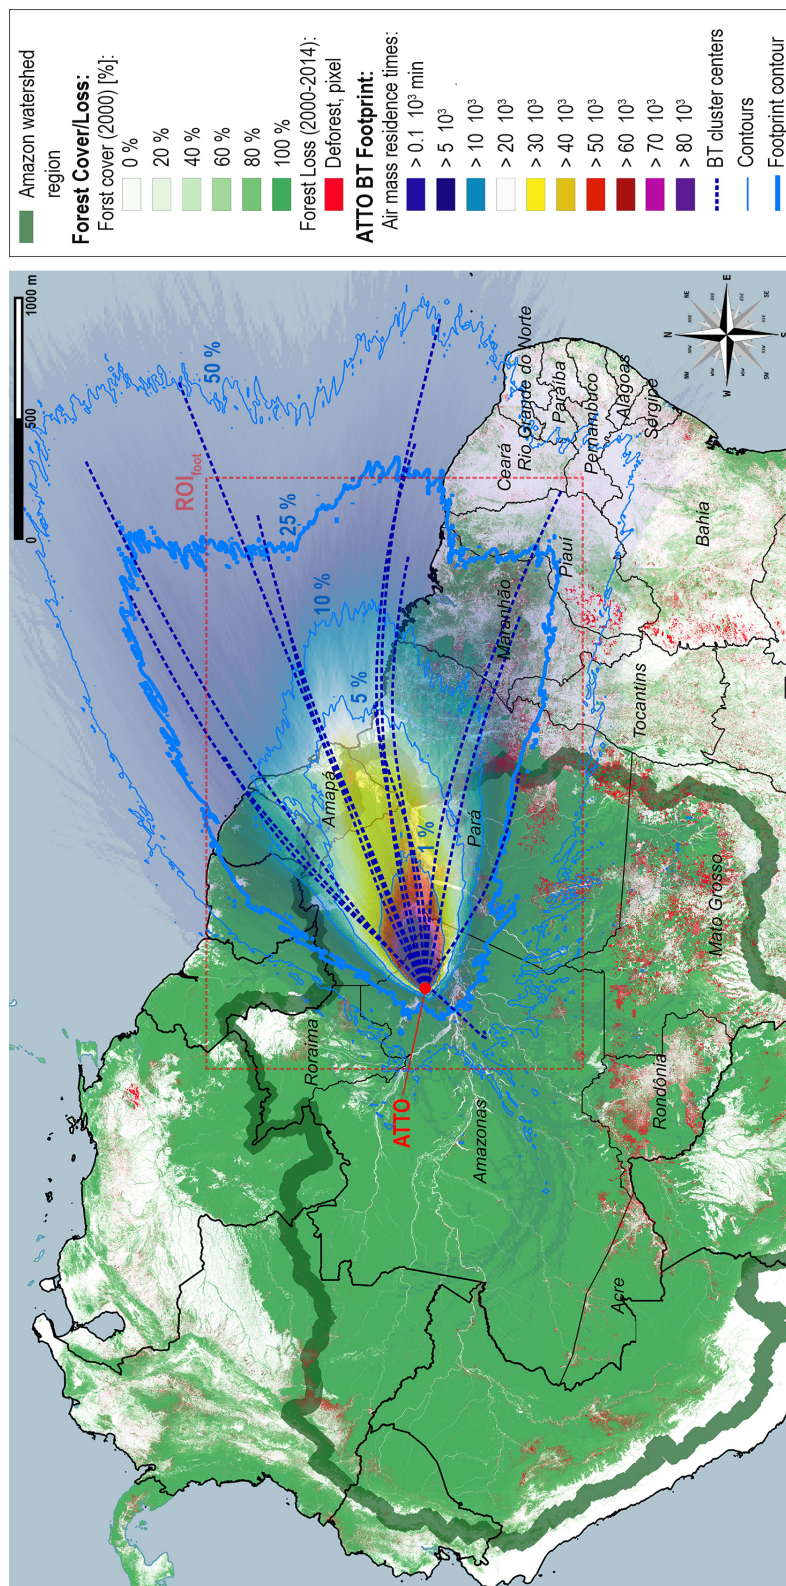 Amazon watershed
region
Forest Cover/Loss:
Forst cover (2000) [%]:
0 %
20 %
40 %
60 %
80 %
100 %
Forest Loss (2000-2014):
Deforest, pixel
ATTO BT Footprint:
Air mass residence times:
> 0.1 10³ min
> 5 10³
> 10 10³
> 20 10³
> 30 10³
> 40 10³
> 50 10³
> 60 10³
> 70 10³
> 80 10³
BT cluster centers
Contours
Footprint contour
0
500
1000 m
50 %
ROIfoot
25 %
10 %
5 %
1 %
Amapá
Roraima
ATTO
Amazonas
Pará
Maranhão
Ceará
Rio Grande do Norte
Paraíba
Pernambuco
Alagoas
Sergipe
Piauí
Bahia
Tocantins
Mato Grosso
Rondônia
Acre
N
NE
E
SE
S
SW
W
NW